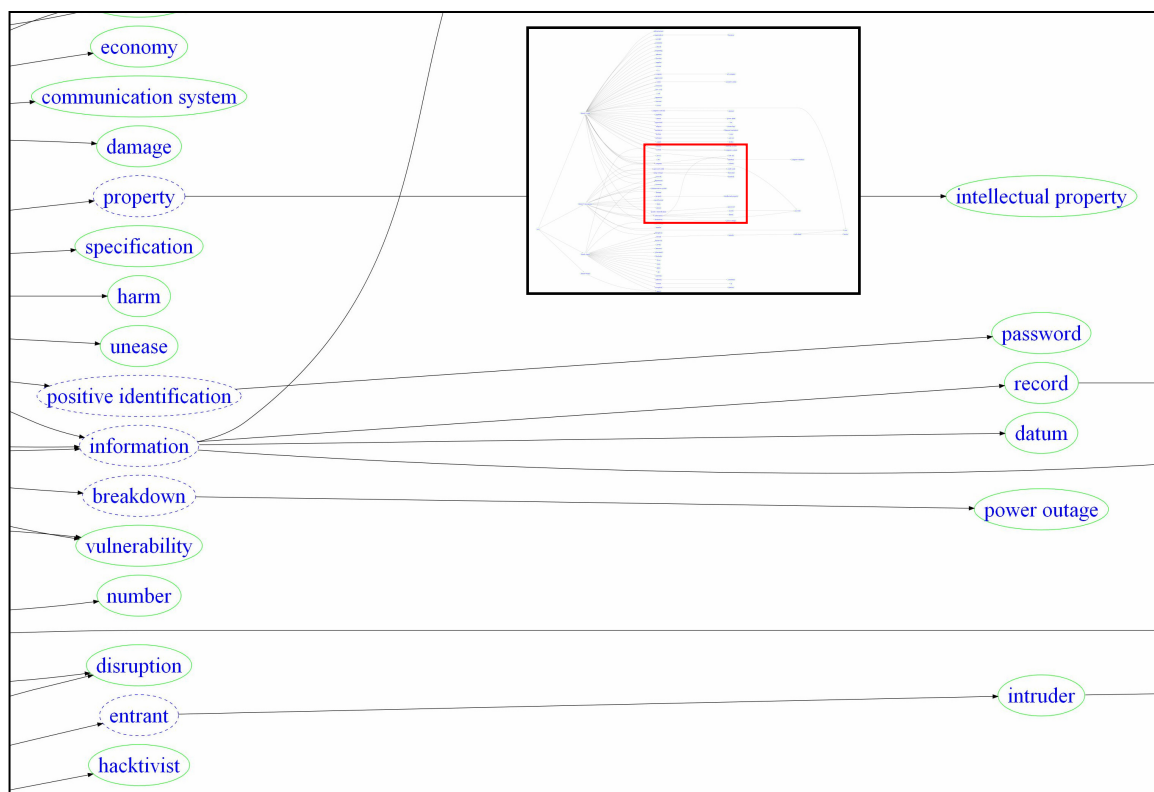 economy
communication system
damage
property
intellectual property
specification
harm
unease
password
positive identification
record
information
datum
breakdown
power outage
vulnerability
number
disruption
entrant
intruder
hacktivist